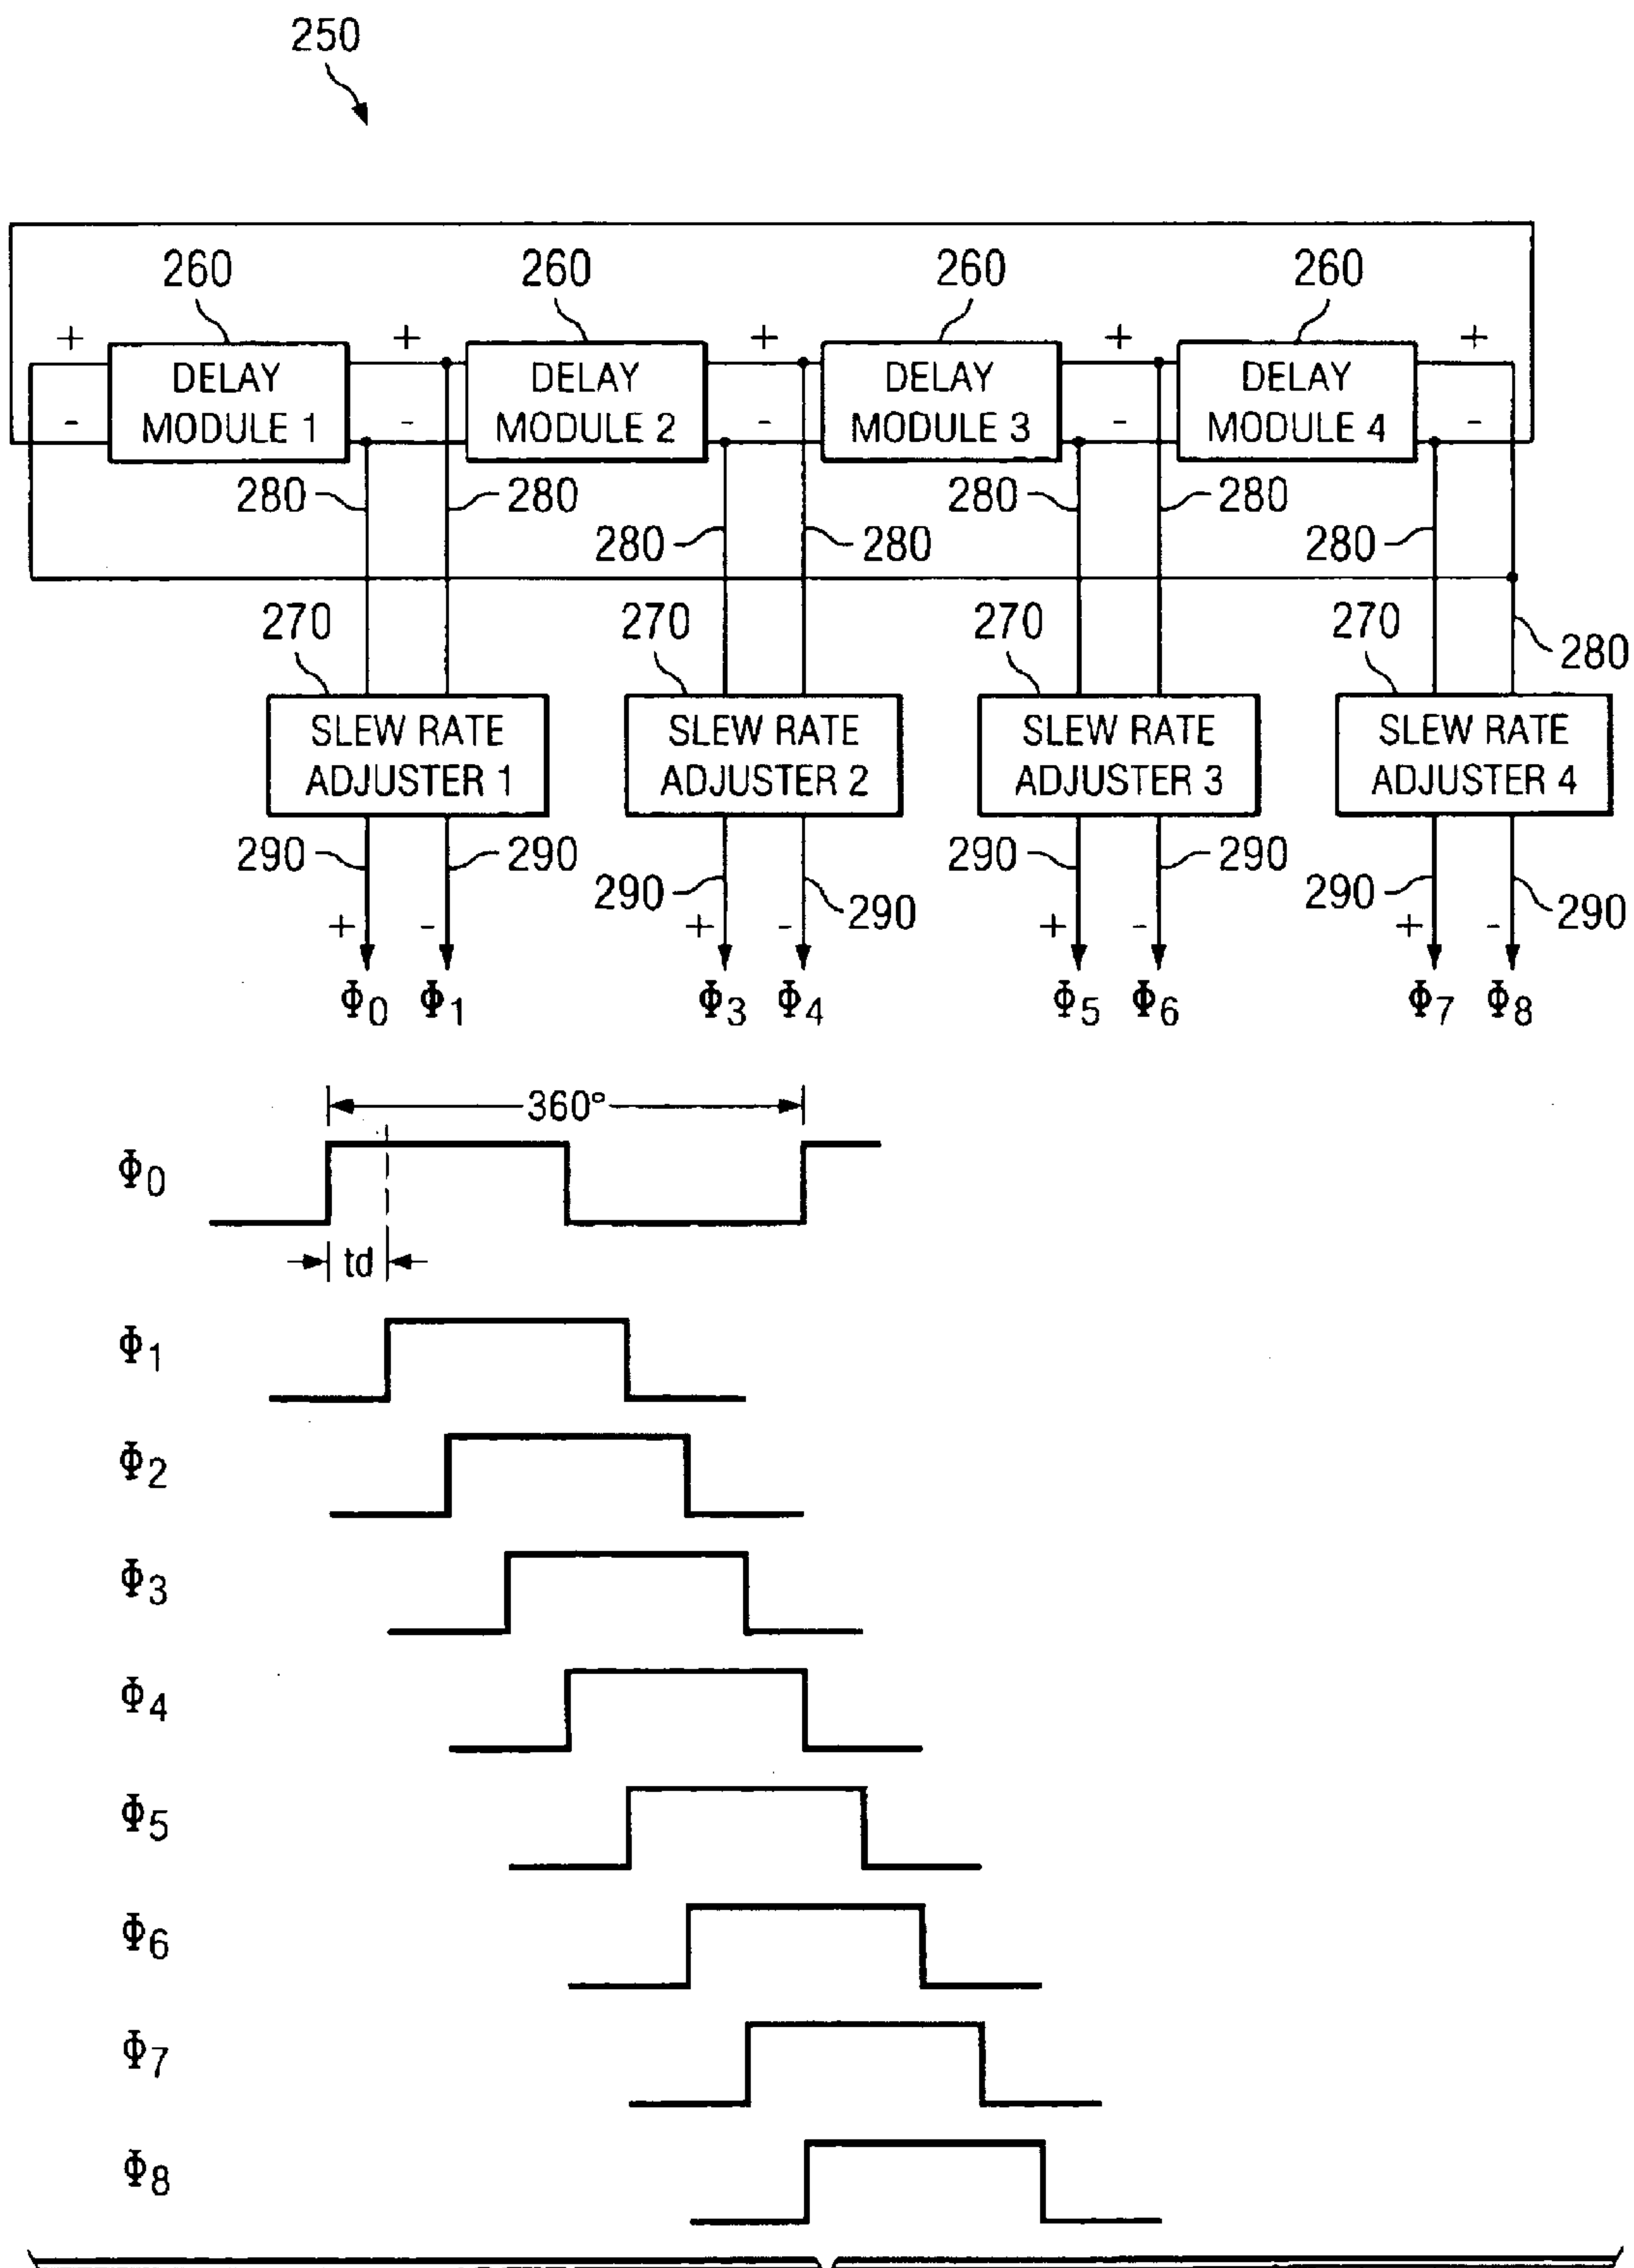 250
260 260 260 260
+ + + + +
DELAY MODULE 1
DELAY MODULE 2
DELAY MODULE 3
DELAY MODULE 4
- - - - -
280 280 280 280
280 280 280
270 270 270 270
280
SLEW RATE ADJUSTER 1
SLEW RATE ADJUSTER 2
SLEW RATE ADJUSTER 3
SLEW RATE ADJUSTER 4
290 290 290 290
290 290 290 290
+ - + - + - + -
Φ0 Φ1 Φ3 Φ4 Φ5 Φ6 Φ7 Φ8
360°
Φ0
td
Φ1
Φ2
Φ3
Φ4
Φ5
Φ6
Φ7
Φ8